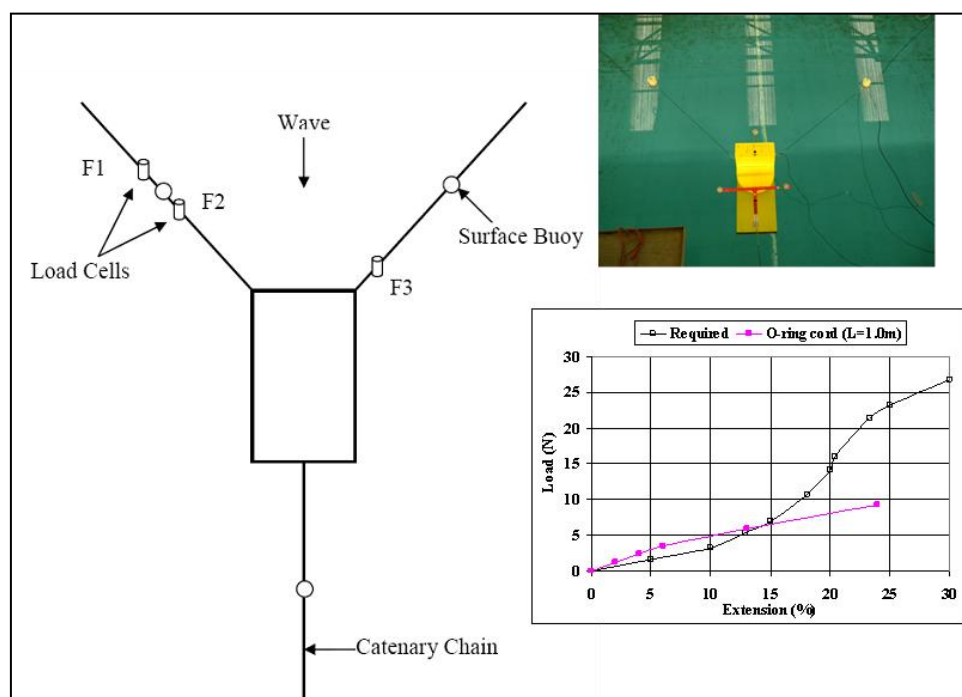 Wave
F1
F2
Load Cells
Surface Buoy
F3
Catenary Chain
Required O-ring cord (L=1.0m)
Load (N)
30
25
20
15
10
5
0
0 5 10 15 20 25 30
Extension (%)